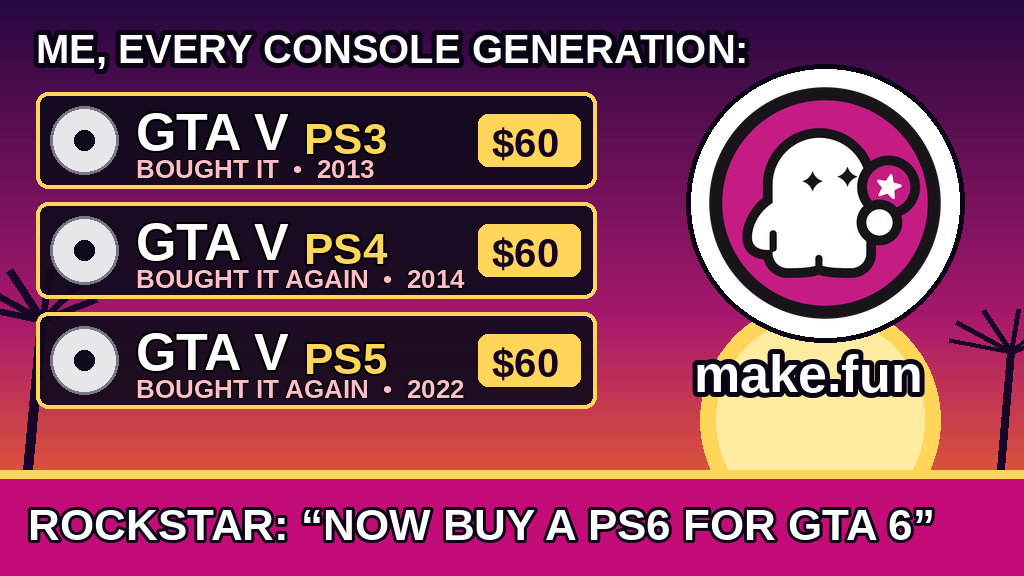 ME, EVERY CONSOLE GENERATION:
GTA V PS3
BOUGHT IT • 2013
$60
GTA V PS4
BOUGHT IT AGAIN • 2014
$60
GTA V PS5
BOUGHT IT AGAIN • 2022
$60
make.fun
ROCKSTAR: “NOW BUY A PS6 FOR GTA 6”